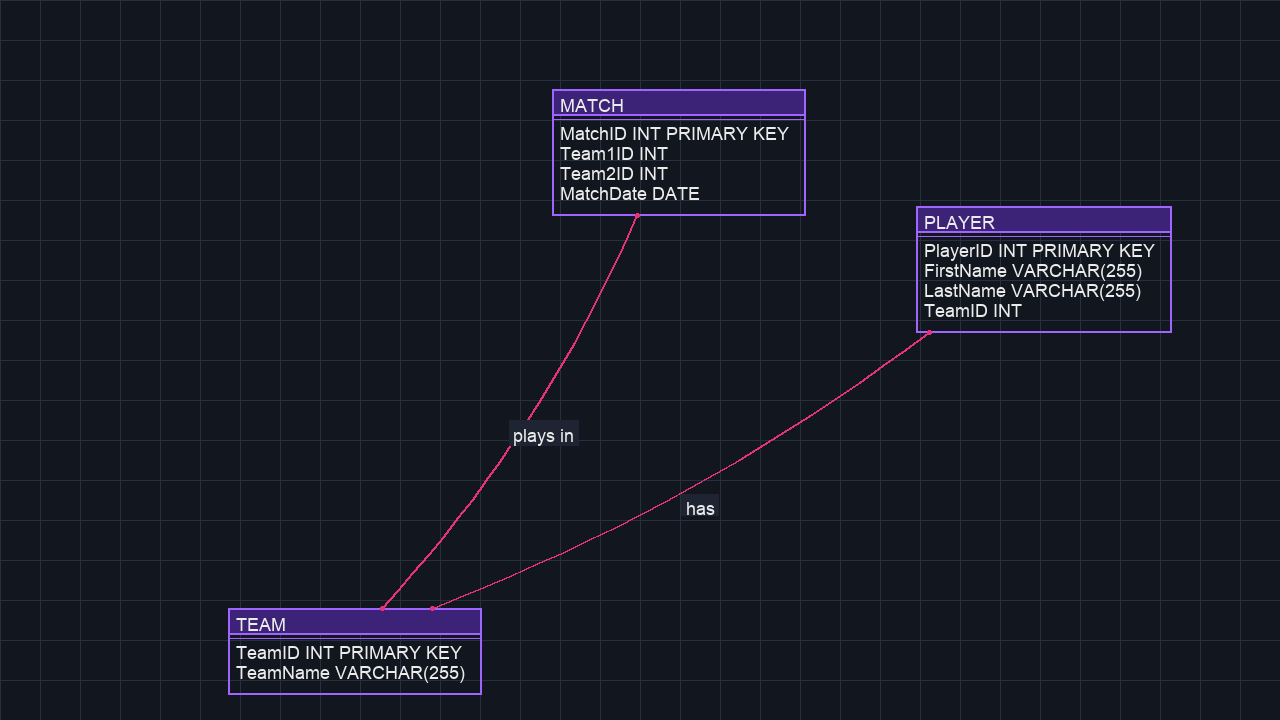 MATCH
MatchID INT PRIMARY KEY
Team1ID INT
Team2ID INT
MatchDate DATE
PLAYER
PlayerID INT PRIMARY KEY
FirstName VARCHAR(255)
LastName VARCHAR(255)
TeamID INT
plays in
has
TEAM
TeamID INT PRIMARY KEY
TeamName VARCHAR(255)